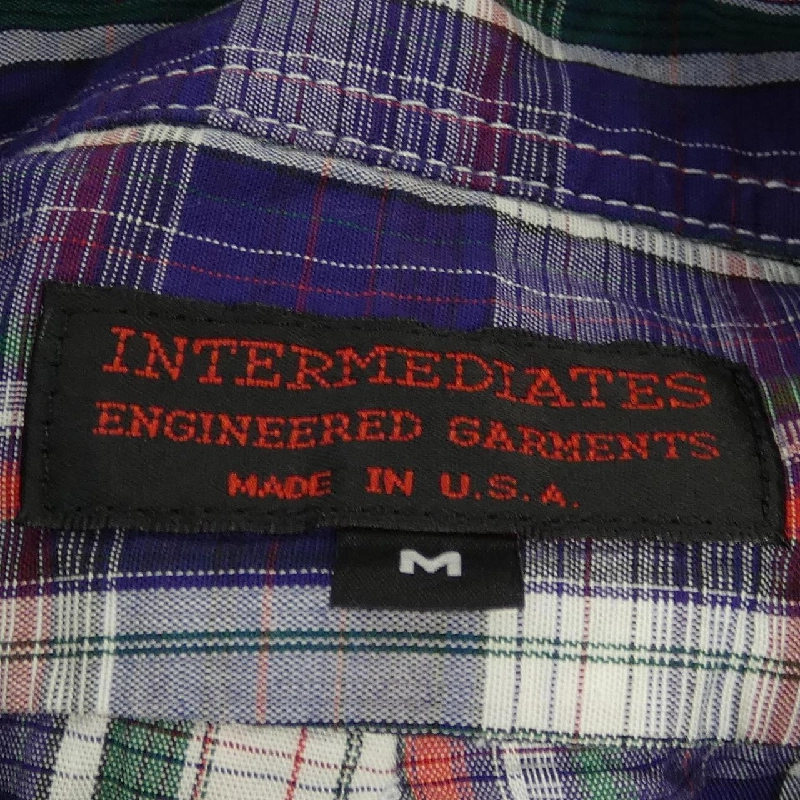 INTERMEDIATES
ENGINEERED GARMENTS
MADE IN U.S.A.
M